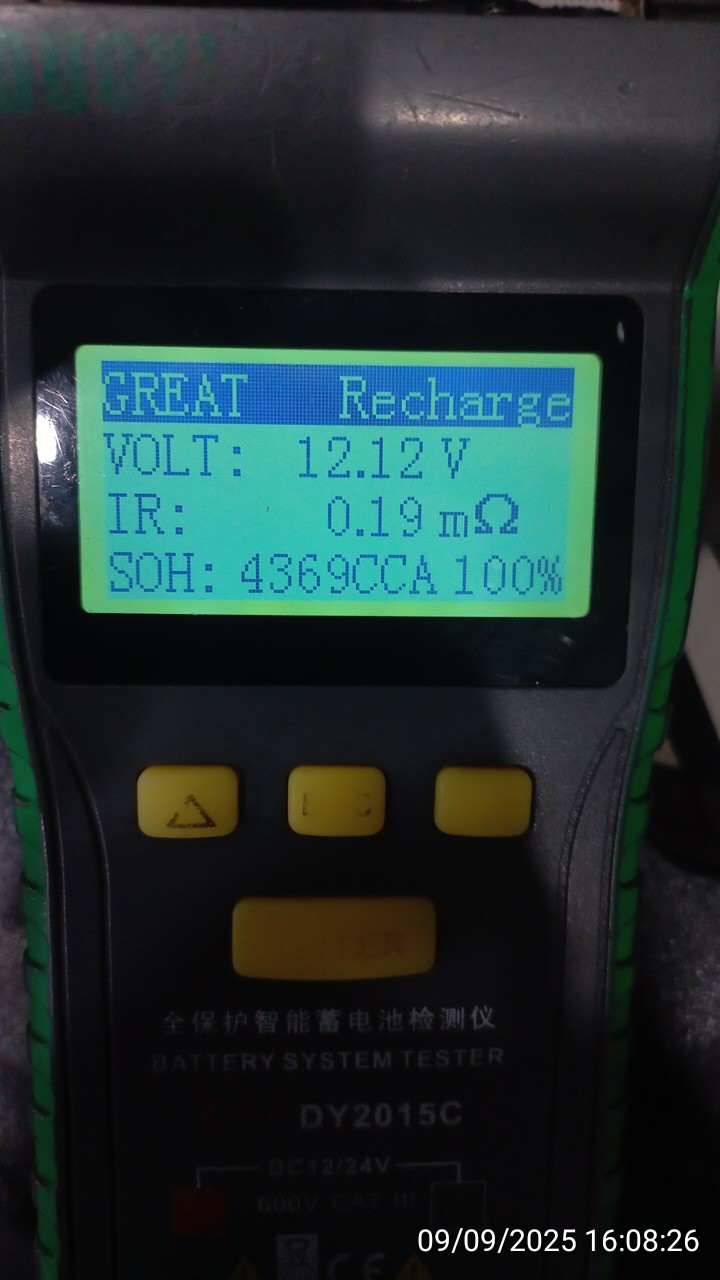 GREAT Recharge
VOLT: 12.12 V
IR: 0.19 mΩ
SOH: 4369CCA 100%
全保护智能蓄电池检测仪
BATTERY SYSTEM TESTER
DY2015C
DC12/24V
600V CAT III
CE
09/09/2025 16:08:26